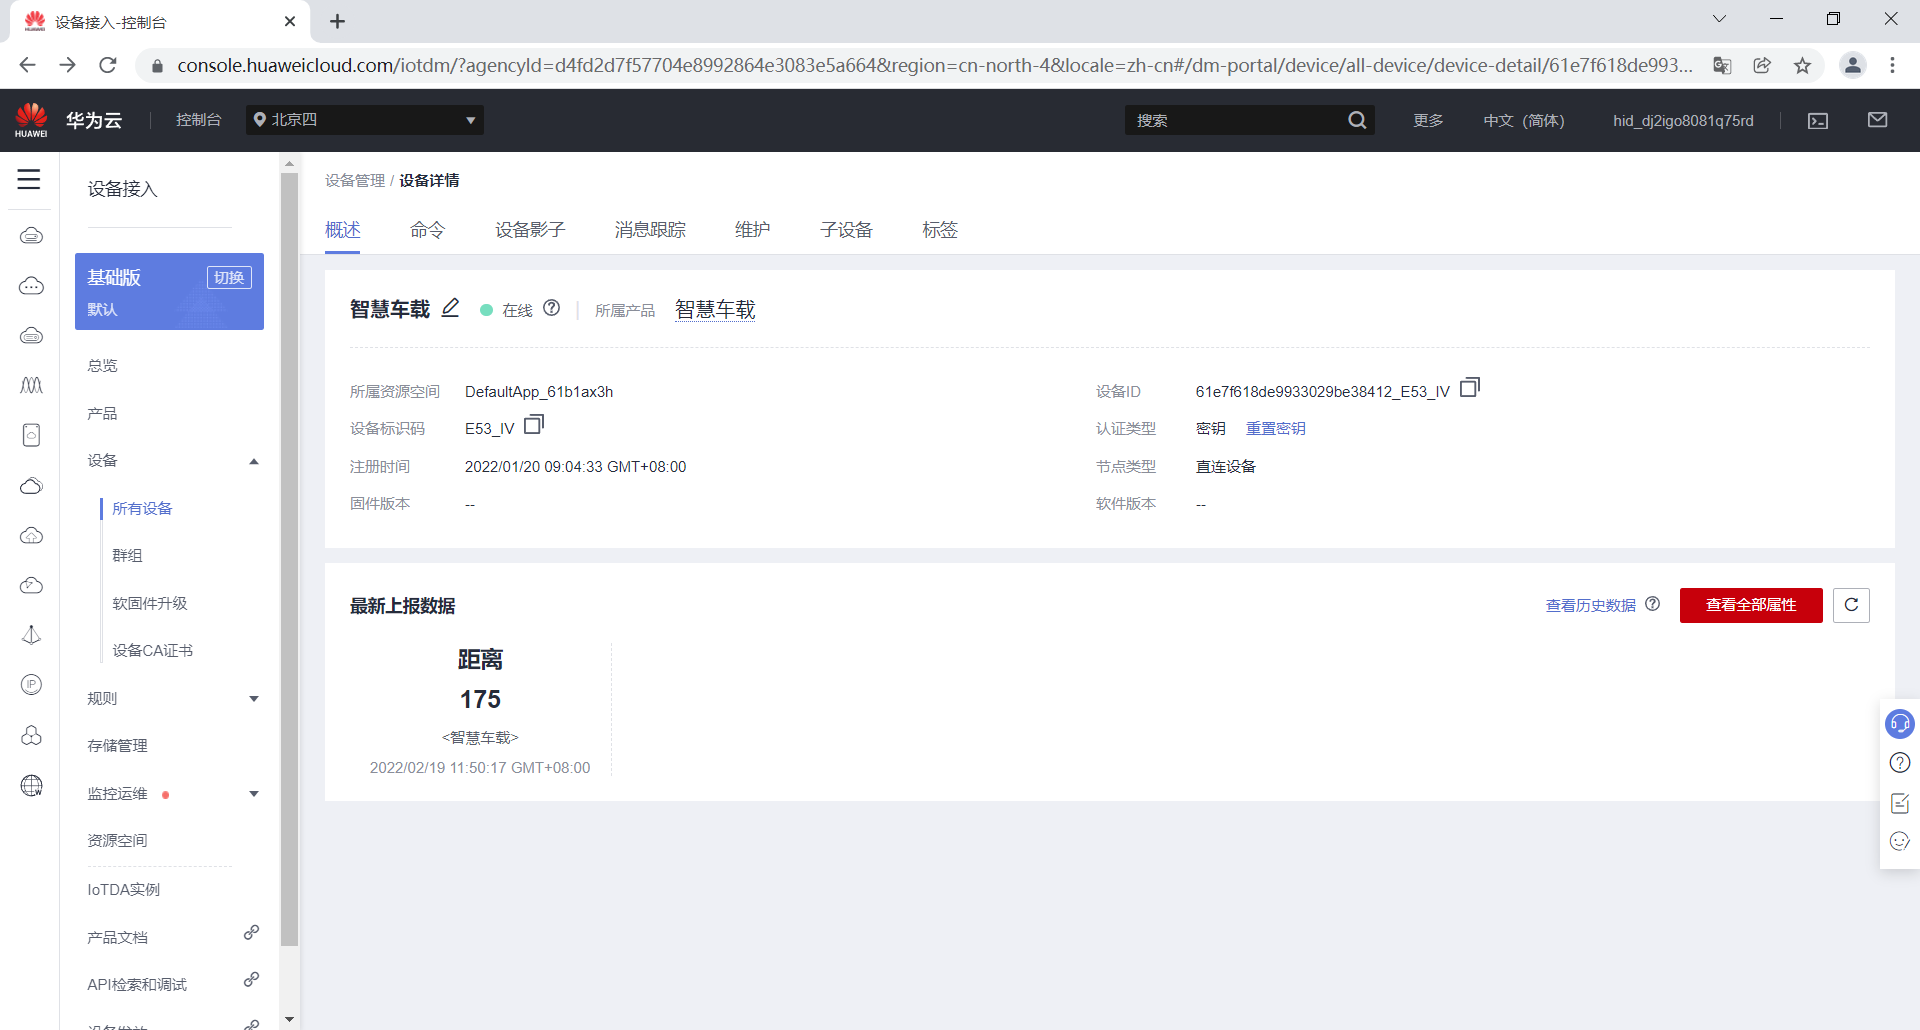 设备接入-控制台
console.huaweicloud.com/iotdm/?agencyId=d4fd2d7f57704e8992864e3083e5a664&region=cn-north-4&locale=zh-cn#/dm-portal/device/all-device/device-detail/61e7f618de993...
HUAWEI 华为云 控制台 北京四 搜索 更多 中文（简体） hid_dj2igo8081q75rd
设备接入
基础版 切换
默认
总览
产品
设备
所有设备
群组
软固件升级
设备CA证书
规则
存储管理
监控运维
资源空间
IoTDA实例
产品文档
API检索和调试
设备管理 / 设备详情
概述 命令 设备影子 消息跟踪 维护 子设备 标签
智慧车载 在线 所属产品 智慧车载
所属资源空间 DefaultApp_61b1ax3h 设备ID 61e7f618de9933029be38412_E53_IV
设备标识码 E53_IV 认证类型 密钥 重置密钥
注册时间 2022/01/20 09:04:33 GMT+08:00 节点类型 直连设备
固件版本 -- 软件版本 --
最新上报数据 查看历史数据 查看全部属性
距离
175
<智慧车载>
2022/02/19 11:50:17 GMT+08:00